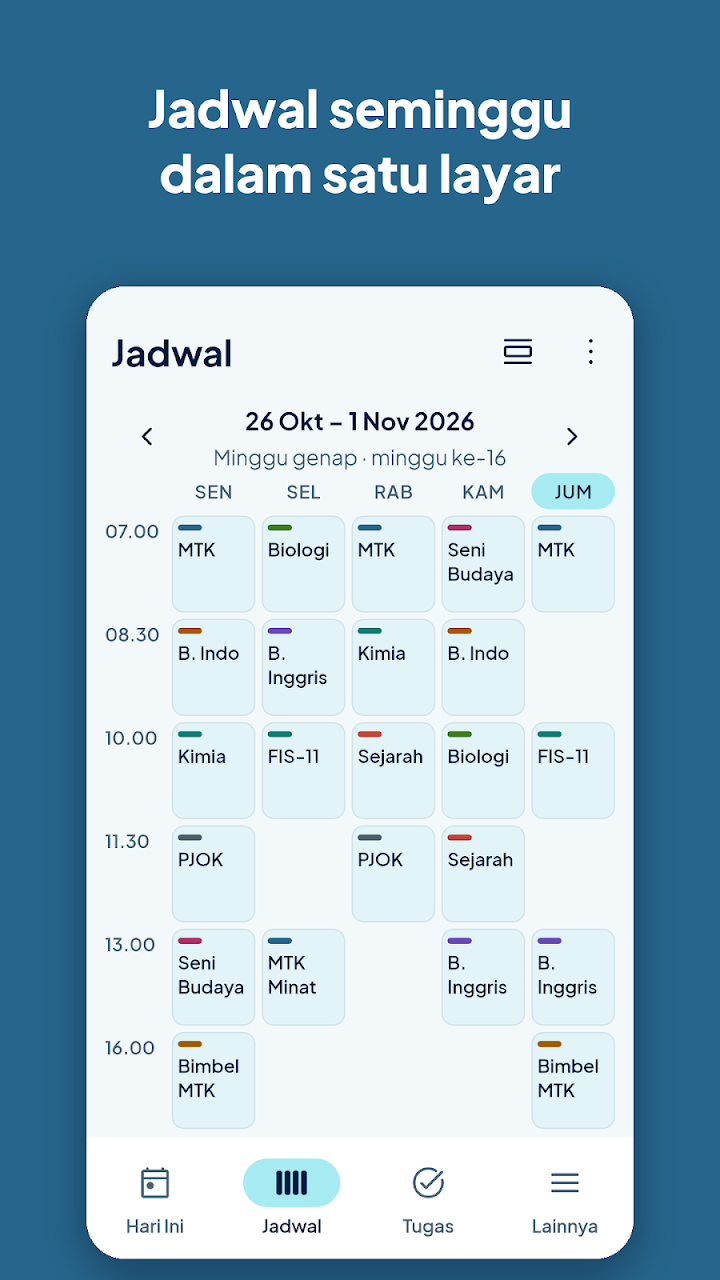 Jadwal seminggu
dalam satu layar
Jadwal
26 Okt – 1 Nov 2026
Minggu genap · minggu ke-16
SEN SEL RAB KAM JUM
07.00
MTK
Biologi
MTK
Seni
Budaya
MTK
08.30
B. Indo
B.
Inggris
Kimia
B. Indo
10.00
Kimia
FIS-11
Sejarah
Biologi
FIS-11
11.30
PJOK
PJOK
Sejarah
13.00
Seni
Budaya
MTK
Minat
B.
Inggris
B.
Inggris
16.00
Bimbel
MTK
Bimbel
MTK
Hari Ini
Jadwal
Tugas
Lainnya